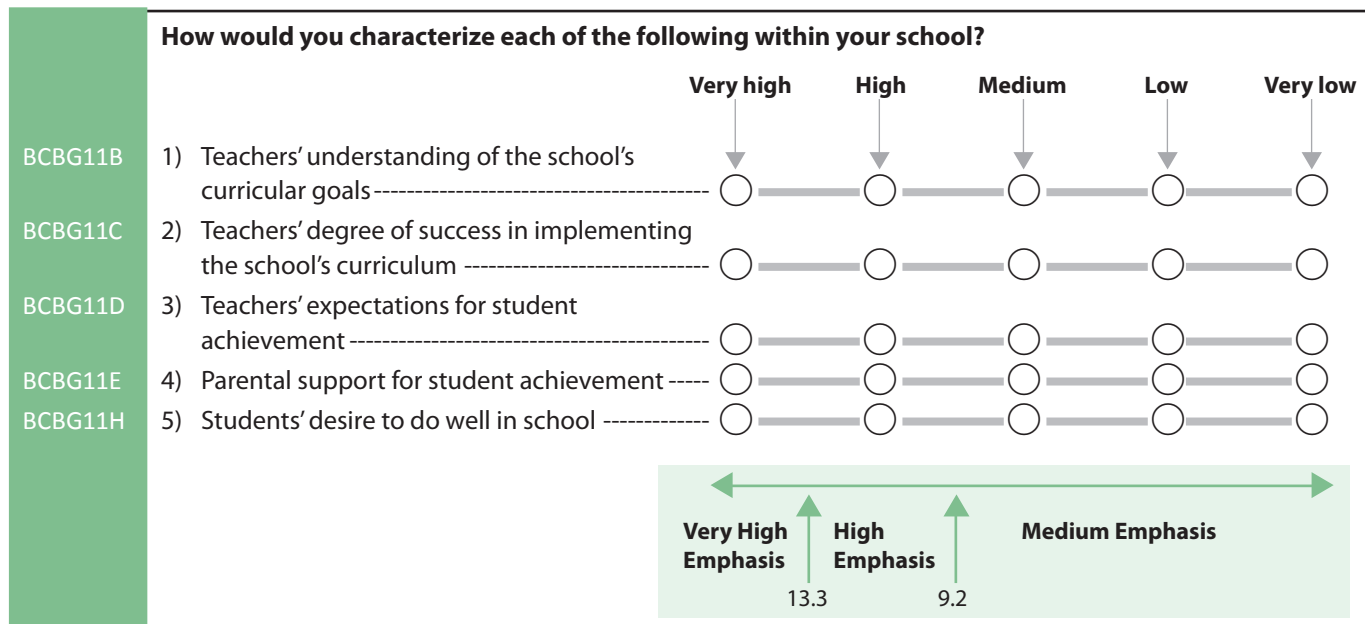 How would you characterize each of the following within your school?
Very high High Medium Low Very low
BCBG11B 1) Teachers' understanding of the school's
curricular goals
BCBG11C 2) Teachers' degree of success in implementing
the school's curriculum
BCBG11D 3) Teachers' expectations for student
achievement
BCBG11E 4) Parental support for student achievement
BCBG11H 5) Students' desire to do well in school
Very High High Medium Emphasis
Emphasis Emphasis
13.3 9.2